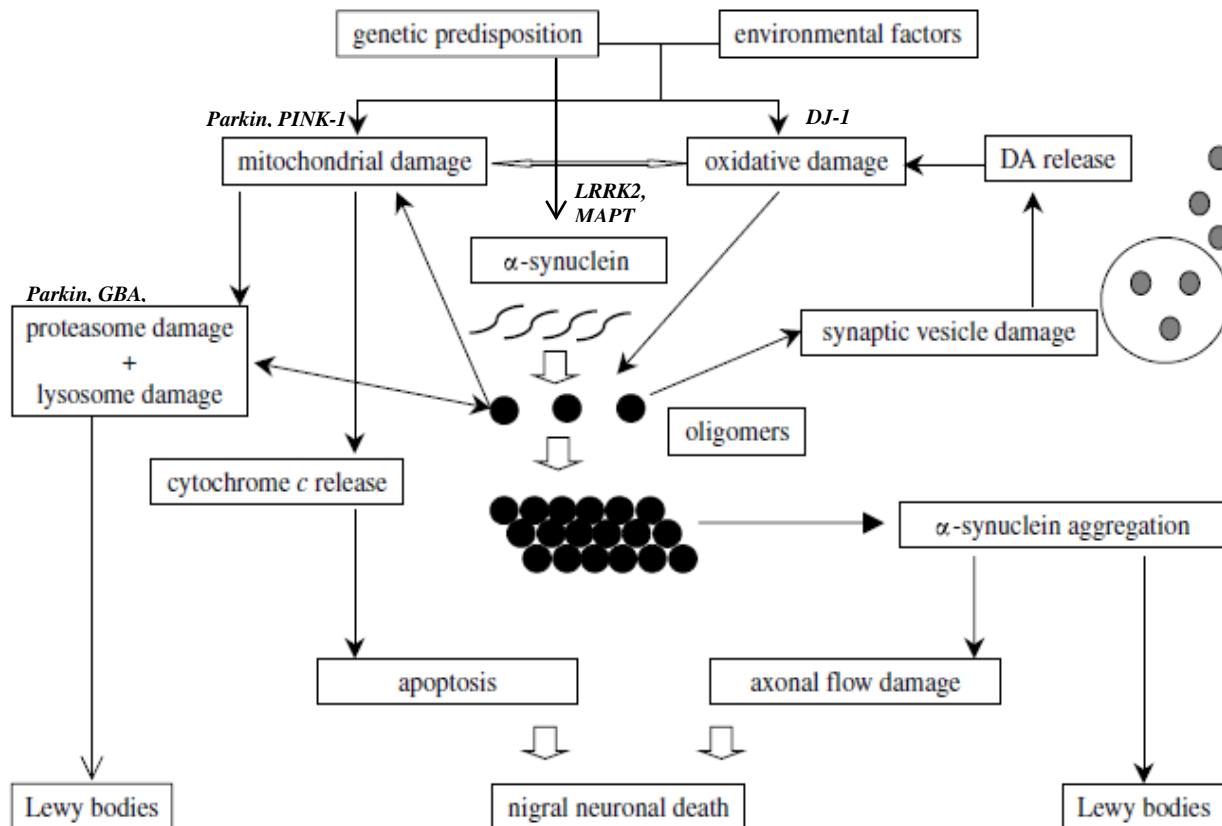 genetic predisposition
environmental factors
Parkin, PINK-1
DJ-1
mitochondrial damage
oxidative damage
DA release
LRRK2,
MAPT
α-synuclein
Parkin, GBA,
proteasome damage
+
lysosome damage
synaptic vesicle damage
oligomers
cytochrome c release
α-synuclein aggregation
apoptosis
axonal flow damage
Lewy bodies
nigral neuronal death
Lewy bodies